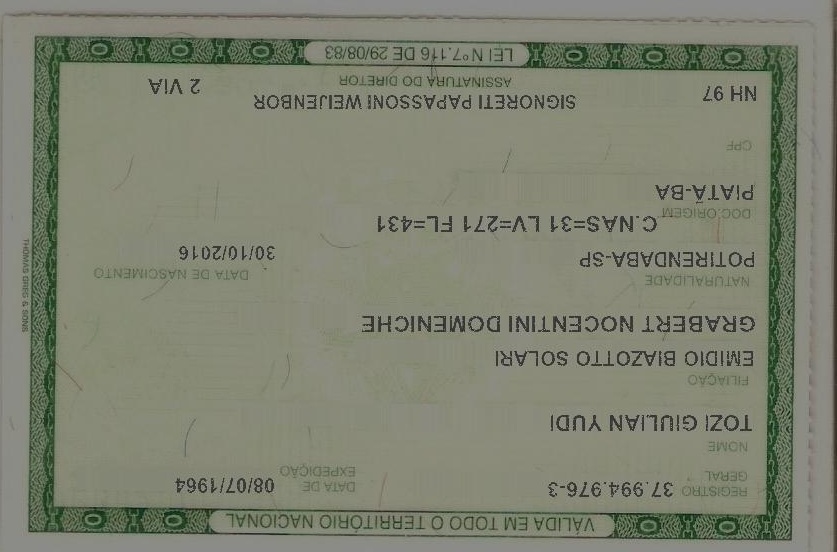 VÁLIDA EM TODO O TERRITÓRIO NACIONAL
REGISTRO GERAL 37.994.976-3 DATA DE EXPEDIÇÃO 08/07/1964
NOME
TOZI GIULIAN YUDI
FILIAÇÃO
EMIDIO BIAZOTTO SOLARI
GRABERT NOCENTINI DOMENICHE
NATURALIDADE DATA DE NASCIMENTO
POTIRENDABA-SP 30/10/2016
DOC.ORIGEM C.NAS=31 LV=271 FL=431
PIATÃ-BA
CPF
NH 97 SIGNORETI PAPASSONI WEIJENBOR 2 VIA
ASSINATURA DO DIRETOR
LEI Nº7.116 DE 29/08/83
THOMAS GREG & SONS